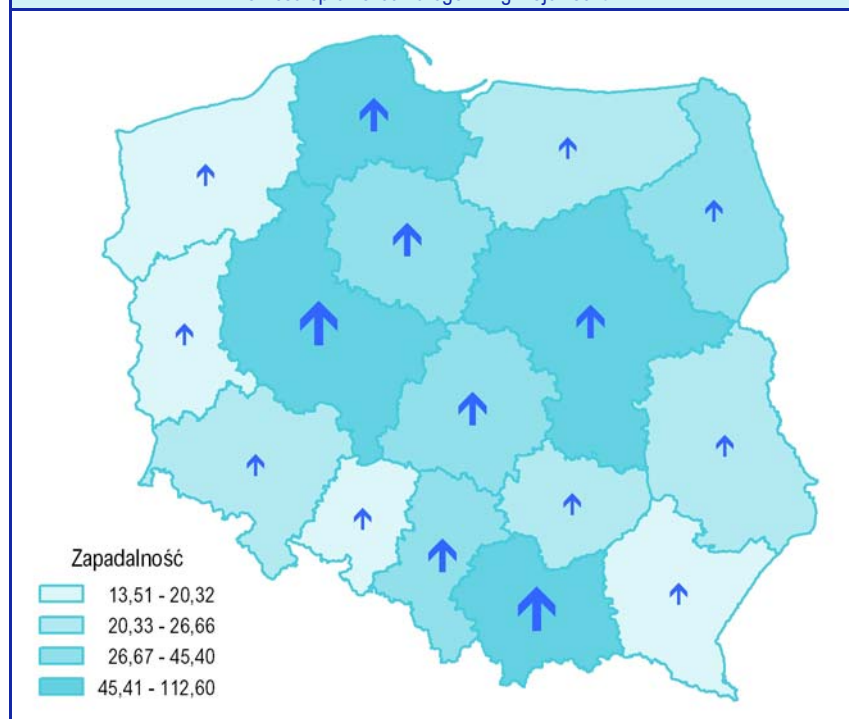 Zapadalność
13,51 - 20,32
20,33 - 26,66
26,67 - 45,40
45,41 - 112,60